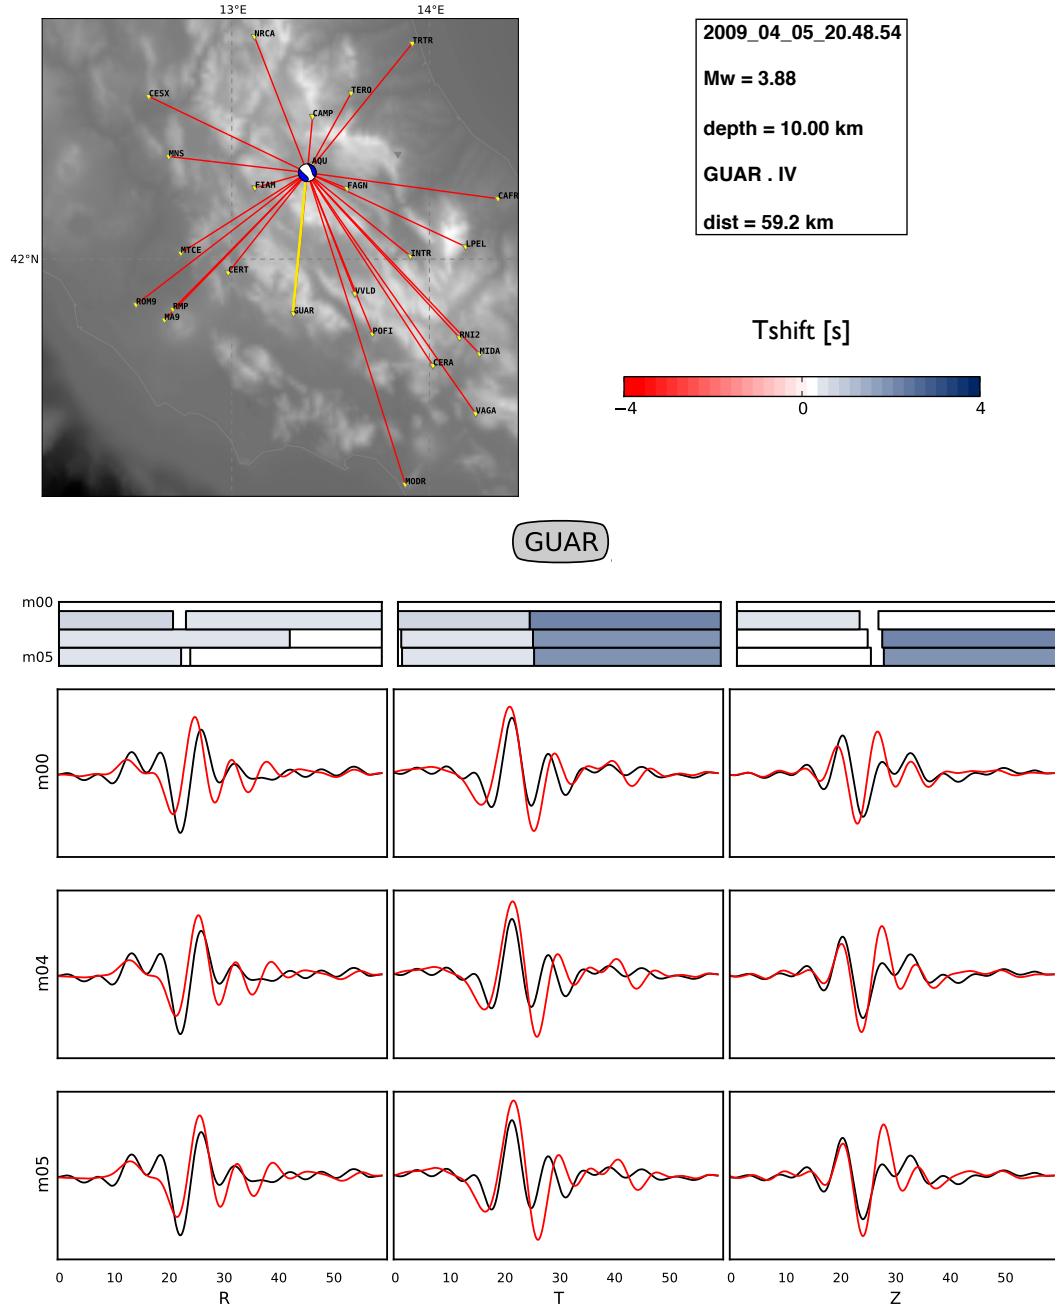 13°E
14°E
42°N
NRCA
TRTR
CESX
TERO
CAMP
MNS
AQU
FIAM
FAGN
CAFR
MTCE
CERT
INTR
LPEL
ROM9
RMP
MA9
GUAR
VVLD
POFI
RNI2
MIDA
CERA
VAGA
MODR
2009_04_05_20.48.54
Mw = 3.88
depth = 10.00 km
GUAR . IV
dist = 59.2 km
Tshift [s]
−4 0 4
GUAR
m00
m05
m00
m04
m05
0 10 20 30 40 50 0 10 20 30 40 50 0 10 20 30 40 50
R T Z